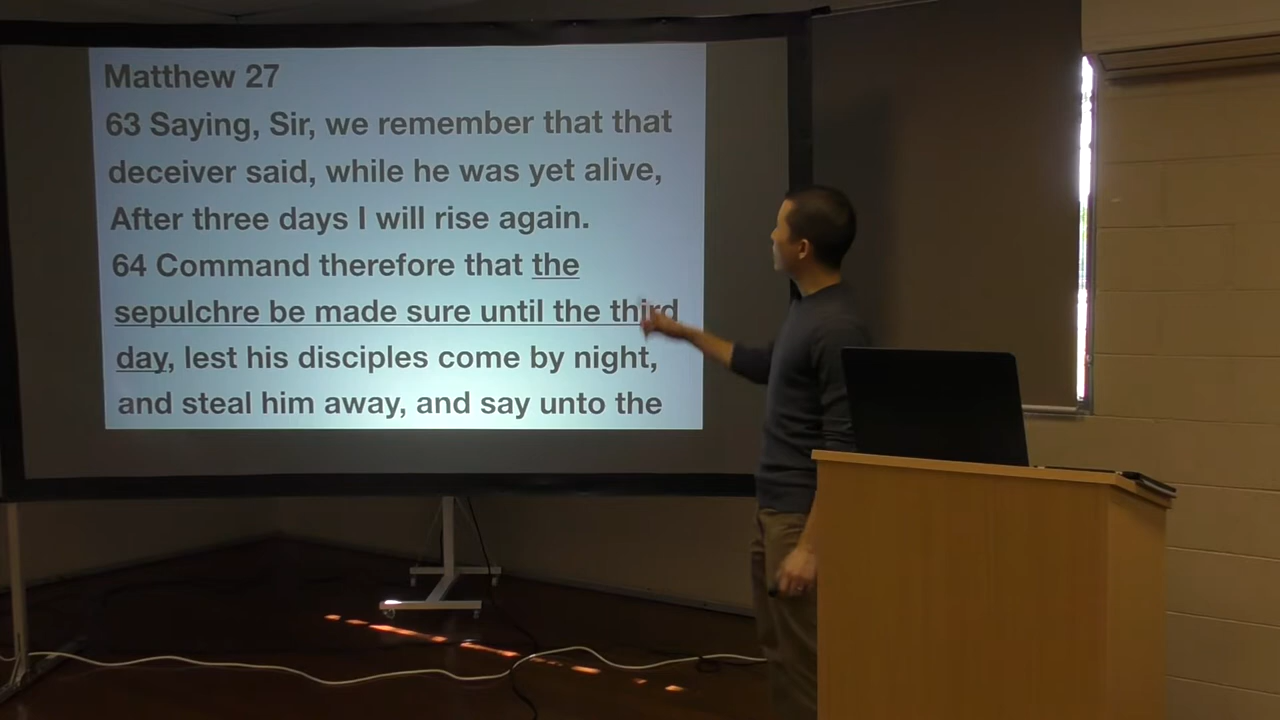 Matthew 27
63 Saying, Sir, we remember that that
deceiver said, while he was yet alive,
After three days I will rise again.
64 Command therefore that the
sepulchre be made sure until the third
day, lest his disciples come by night,
and steal him away, and say unto the